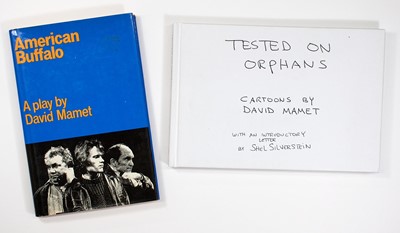 American
Buffalo
A play by
David Mamet
TESTED ON
ORPHANS
CARTOONS BY
DAVID MAMET
WITH AN INTRODUCTORY
LETTER
BY SHEL SILVERSTEIN